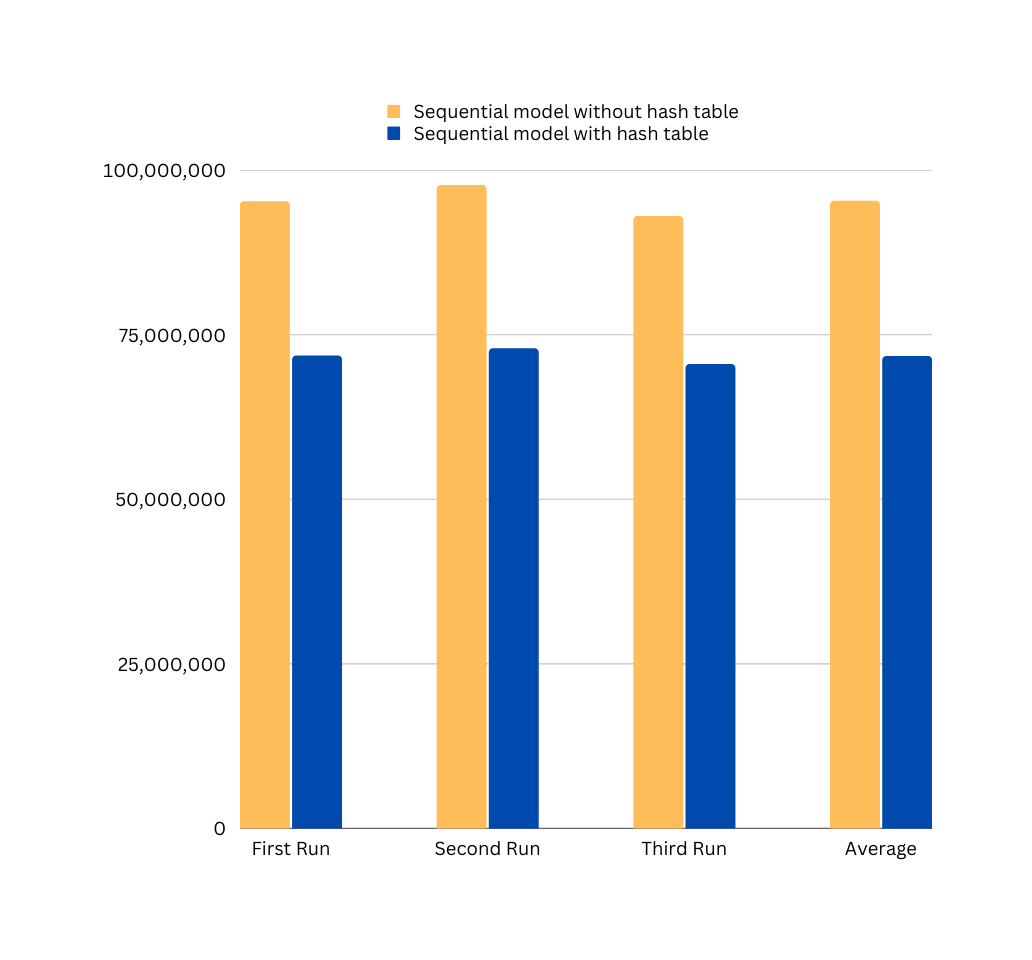 Sequential model without hash table
Sequential model with hash table
100,000,000
75,000,000
50,000,000
25,000,000
0
First Run
Second Run
Third Run
Average